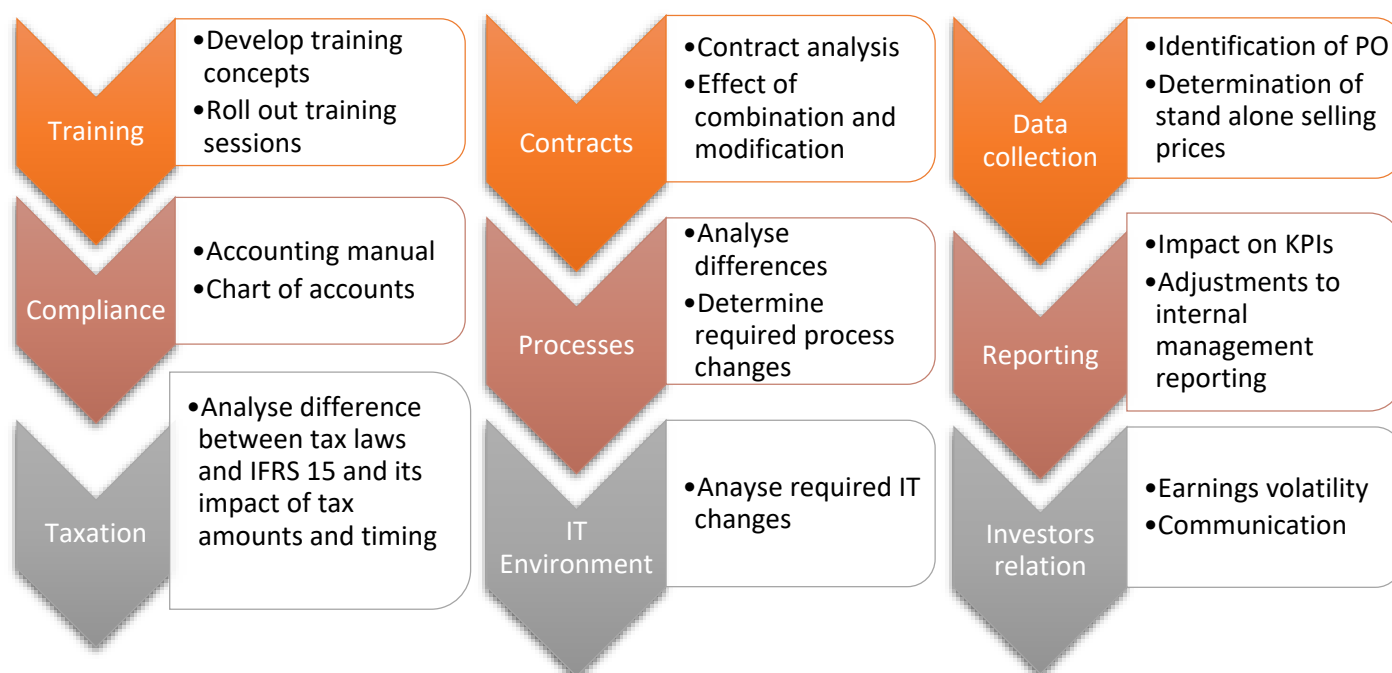 Training
•Develop training
concepts
•Roll out training
sessions
Compliance
•Accounting manual
•Chart of accounts
Taxation
•Analyse difference
between tax laws
and IFRS 15 and its
impact of tax
amounts and timing
Contracts
•Contract analysis
•Effect of
combination and
modification
Processes
•Analyse
differences
•Determine
required process
changes
IT
Environment
•Anayse required IT
changes
Data
collection
•Identification of PO
•Determination of
stand alone selling
prices
Reporting
•Impact on KPIs
•Adjustments to
internal
management
reporting
Investors
relation
•Earnings volatility
•Communication